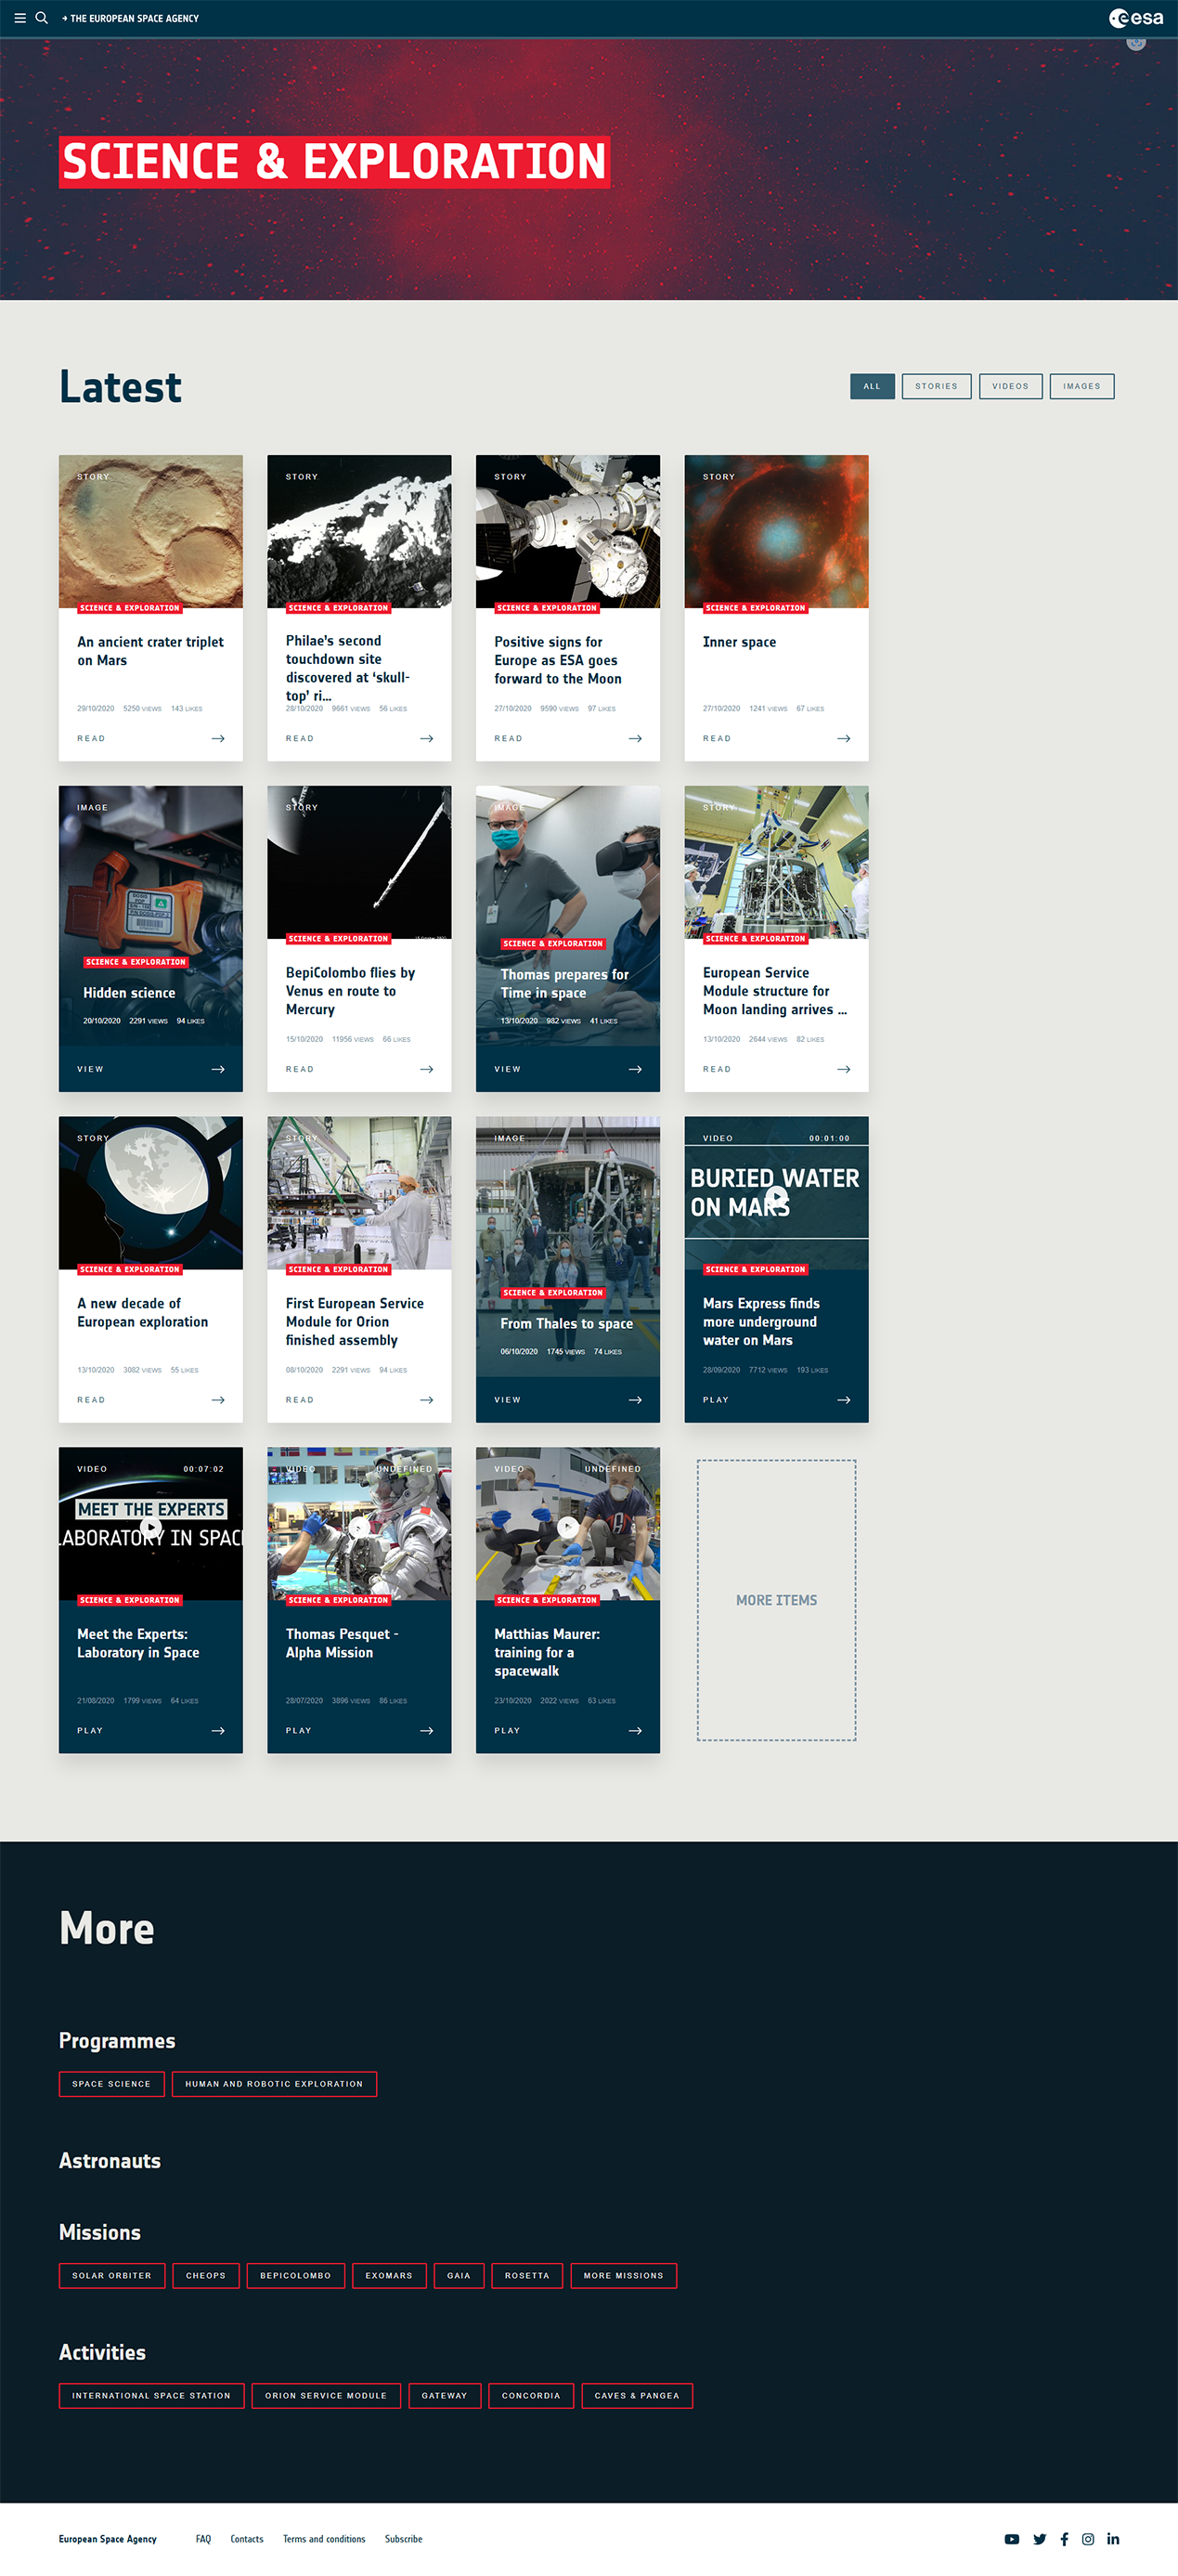 → THE EUROPEAN SPACE AGENCY
esa
SCIENCE & EXPLORATION
Latest
ALL
STORIES
VIDEOS
IMAGES
STORY
SCIENCE & EXPLORATION
An ancient crater triplet
on Mars
29/10/2020 5250 VIEWS 143 LIKES
READ
STORY
SCIENCE & EXPLORATION
Philae’s second
touchdown site
discovered at ‘skull-
top’ ri...
28/10/2020 9661 VIEWS 56 LIKES
READ
STORY
SCIENCE & EXPLORATION
Positive signs for
Europe as ESA goes
forward to the Moon
27/10/2020 9590 VIEWS 97 LIKES
READ
STORY
SCIENCE & EXPLORATION
Inner space
27/10/2020 1241 VIEWS 67 LIKES
READ
IMAGE
SCIENCE & EXPLORATION
Hidden science
20/10/2020 2291 VIEWS 94 LIKES
VIEW
STORY
SCIENCE & EXPLORATION
BepiColombo flies by
Venus en route to
Mercury
15/10/2020 11956 VIEWS 66 LIKES
READ
IMAGE
SCIENCE & EXPLORATION
Thomas prepares for
Time in space
13/10/2020 982 VIEWS 41 LIKES
VIEW
STORY
SCIENCE & EXPLORATION
European Service
Module structure for
Moon landing arrives ...
13/10/2020 2644 VIEWS 82 LIKES
READ
STORY
SCIENCE & EXPLORATION
A new decade of
European exploration
13/10/2020 3082 VIEWS 55 LIKES
READ
STORY
SCIENCE & EXPLORATION
First European Service
Module for Orion
finished assembly
08/10/2020 2291 VIEWS 94 LIKES
READ
IMAGE
SCIENCE & EXPLORATION
From Thales to space
06/10/2020 1745 VIEWS 74 LIKES
VIEW
VIDEO 00:01:00
BURIED WATER
ON MARS
SCIENCE & EXPLORATION
Mars Express finds
more underground
water on Mars
28/09/2020 7712 VIEWS 193 LIKES
PLAY
VIDEO 00:07:02
MEET THE EXPERTS
LABORATORY IN SPAC
SCIENCE & EXPLORATION
Meet the Experts:
Laboratory in Space
21/08/2020 1799 VIEWS 64 LIKES
PLAY
VIDEO UNDEFINED
SCIENCE & EXPLORATION
Thomas Pesquet -
Alpha Mission
28/07/2020 3896 VIEWS 86 LIKES
PLAY
VIDEO UNDEFINED
SCIENCE & EXPLORATION
Matthias Maurer:
training for a
spacewalk
23/10/2020 2022 VIEWS 63 LIKES
PLAY
MORE ITEMS
More
Programmes
SPACE SCIENCE
HUMAN AND ROBOTIC EXPLORATION
Astronauts
Missions
SOLAR ORBITER
CHEOPS
BEPICOLOMBO
EXOMARS
GAIA
ROSETTA
MORE MISSIONS
Activities
INTERNATIONAL SPACE STATION
ORION SERVICE MODULE
GATEWAY
CONCORDIA
CAVES & PANGEA
European Space Agency
FAQ
Contacts
Terms and conditions
Subscribe